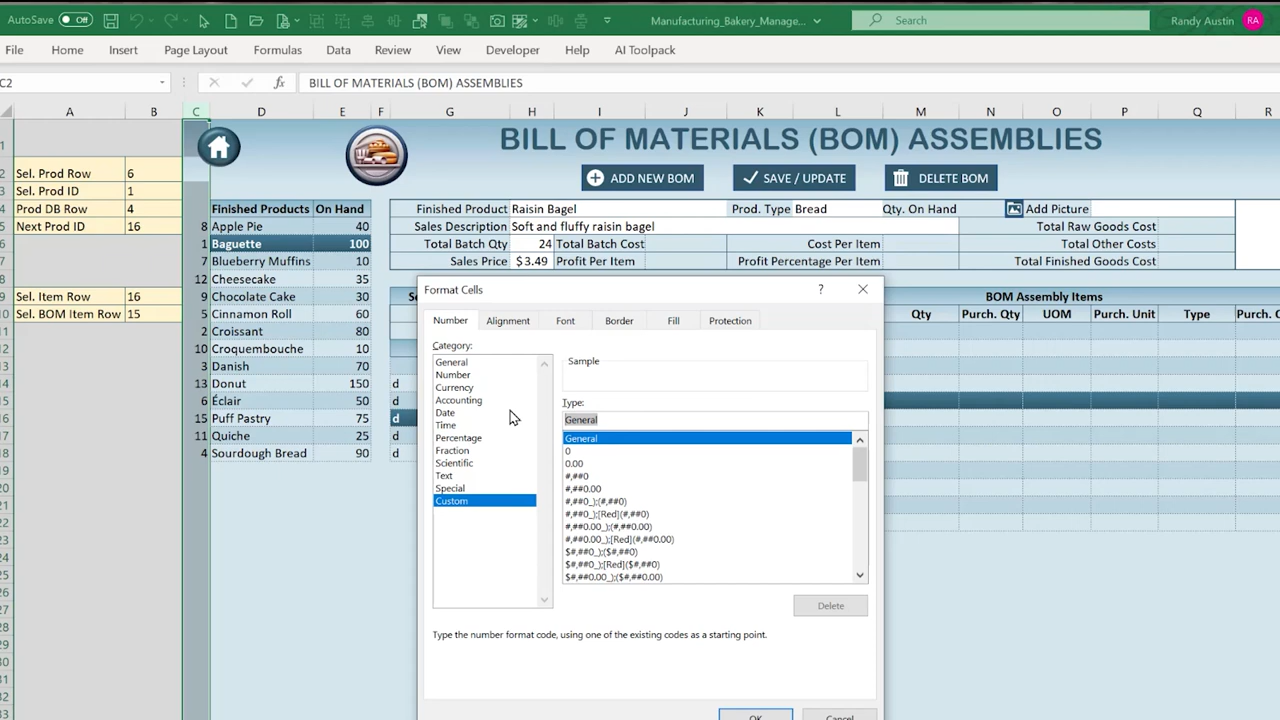 AutoSave Off Manufacturing_Bakery_Manage... Search Randy Austin RA
File Home Insert Page Layout Formulas Data Review View Developer Help AI Toolpack
C2 fx BILL OF MATERIALS (BOM) ASSEMBLIES
A B C D E F G H I J K L M N O P Q R
BILL OF MATERIALS (BOM) ASSEMBLIES
ADD NEW BOM SAVE / UPDATE DELETE BOM
Sel. Prod Row 6
Sel. Prod ID 1
Prod DB Row 4
Next Prod ID 16
Sel. Item Row 16
Sel. BOM Item Row 15
Finished Products On Hand
8 Apple Pie 40
1 Baguette 100
7 Blueberry Muffins 10
12 Cheesecake 35
9 Chocolate Cake 30
5 Cinnamon Roll 60
2 Croissant 80
10 Croquembouche 10
3 Danish 70
13 Donut 150
6 Éclair 50
15 Puff Pastry 75
11 Quiche 25
4 Sourdough Bread 90
Finished Product Raisin Bagel Prod. Type Bread Qty. On Hand Add Picture
Sales Description Soft and fluffy raisin bagel Total Raw Goods Cost
Total Batch Qty 24 Total Batch Cost Cost Per Item Total Other Costs
Sales Price $3.49 Profit Per Item Profit Percentage Per Item Total Finished Goods Cost
BOM Assembly Items
Qty Purch. Qty UOM Purch. Unit Type Purch. C
d
d
d
d
d
Format Cells ?
Number Alignment Font Border Fill Protection
Category:
General
Number
Currency
Accounting
Date
Time
Percentage
Fraction
Scientific
Text
Special
Custom
Sample
Type:
General
General
0
0.00
#,##0
#,##0.00
#,##0_);(#,##0)
#,##0_);[Red](#,##0)
#,##0.00_);(#,##0.00)
#,##0.00_);[Red](#,##0.00)
$#,##0_);($#,##0)
$#,##0_);[Red]($#,##0)
$#,##0.00_);($#,##0.00)
Delete
Type the number format code, using one of the existing codes as a starting point.
OK Cancel